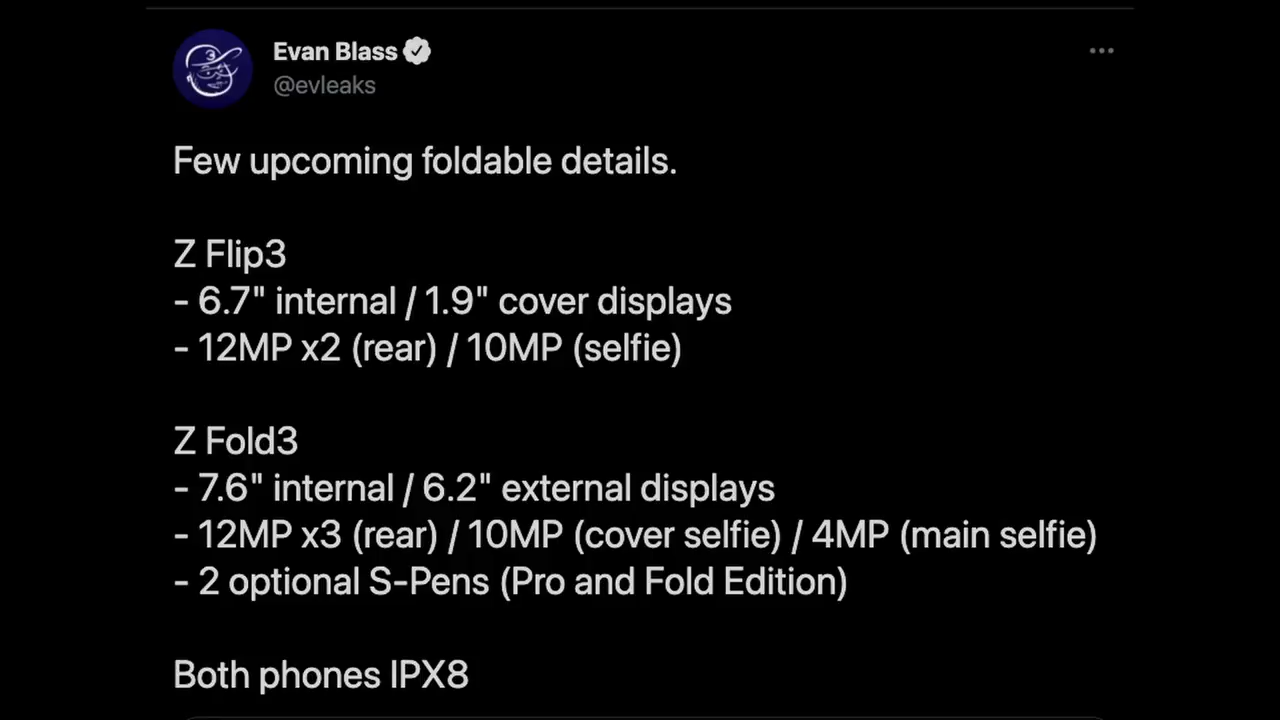 Evan Blass
@evleaks
Few upcoming foldable details.
Z Flip3
- 6.7" internal / 1.9" cover displays
- 12MP x2 (rear) / 10MP (selfie)
Z Fold3
- 7.6" internal / 6.2" external displays
- 12MP x3 (rear) / 10MP (cover selfie) / 4MP (main selfie)
- 2 optional S-Pens (Pro and Fold Edition)
Both phones IPX8